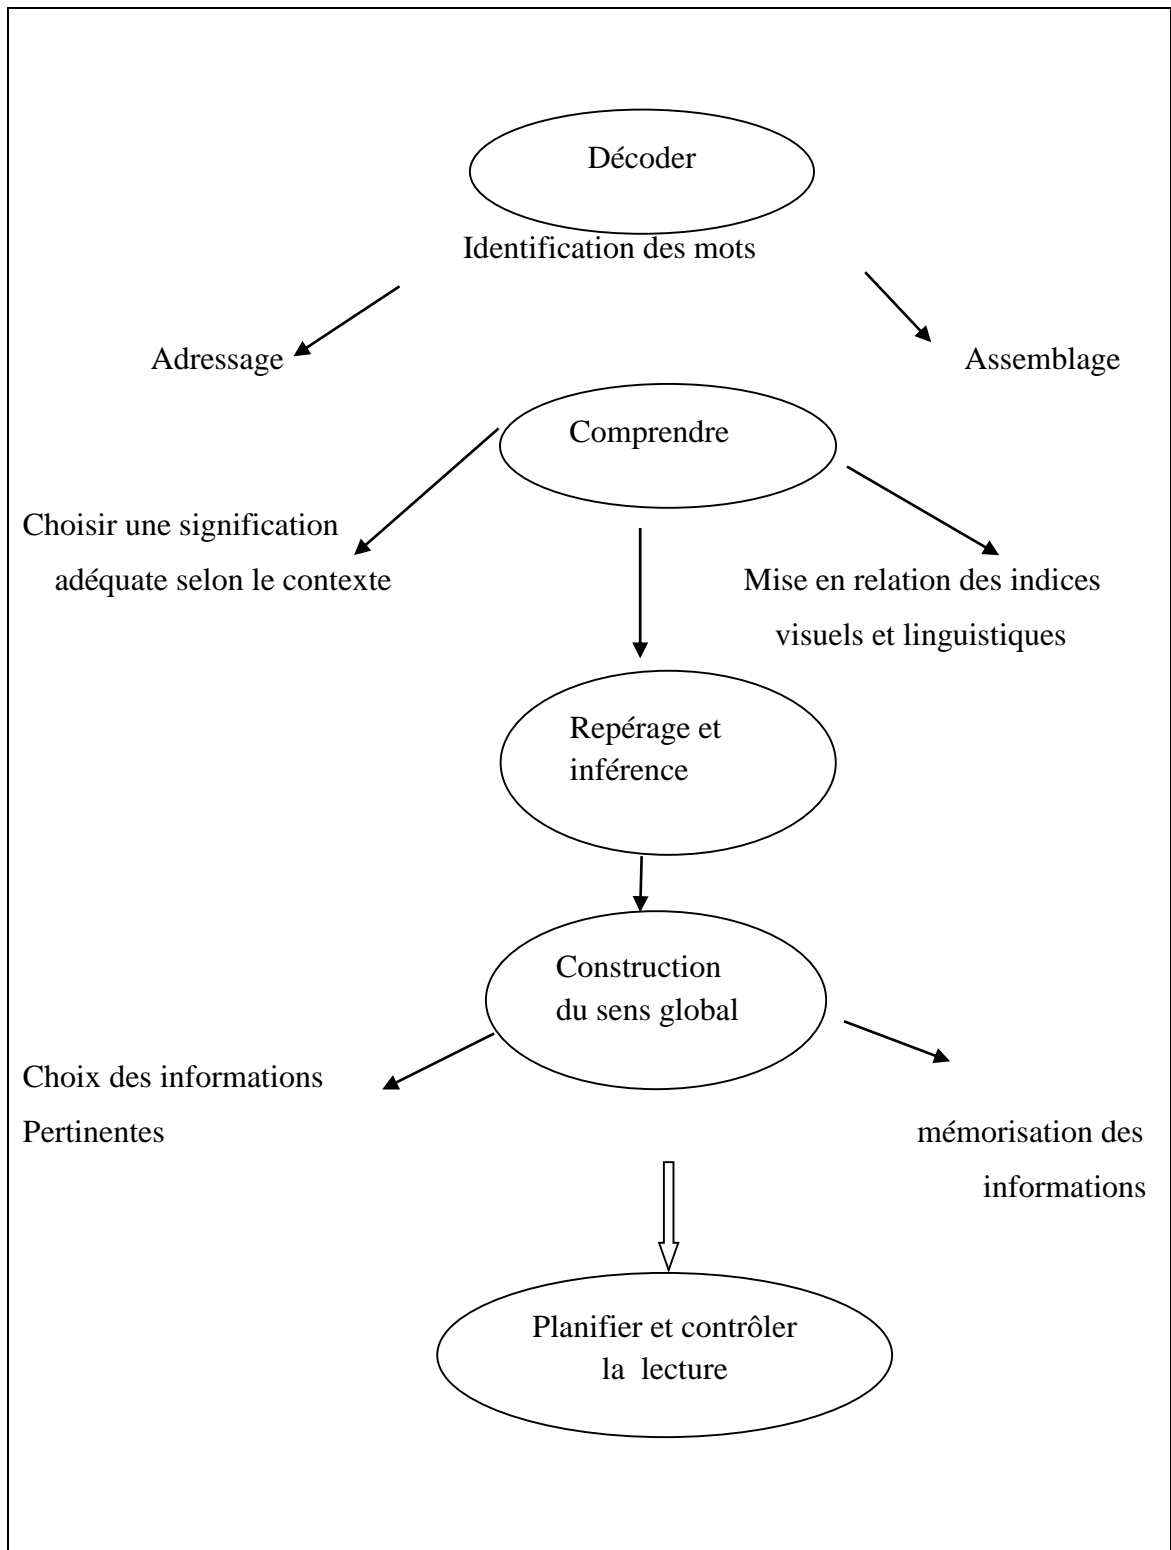 Décoder
Identification des mots
Adressage
Assemblage
Comprendre
Choisir une signification
adéquate selon le contexte
Mise en relation des indices
visuels et linguistiques
Repérage et
inférence
Construction
du sens global
Choix des informations
Pertinentes
mémorisation des
informations
Planifier et contrôler
la lecture